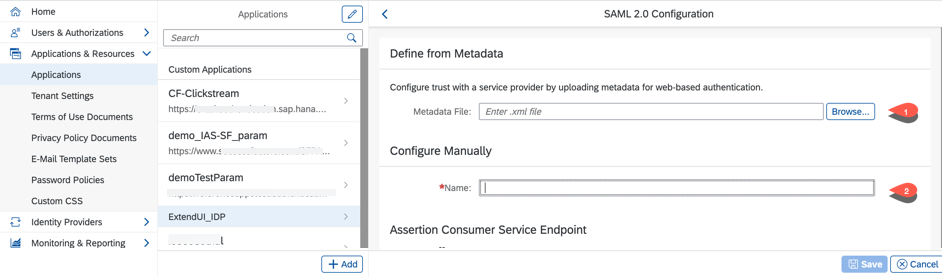 Home
Users & Authorizations
Applications & Resources
Applications
Tenant Settings
Terms of Use Documents
Privacy Policy Documents
E-Mail Template Sets
Password Policies
Custom CSS
Identity Providers
Monitoring & Reporting
Applications
Search
Custom Applications
CF-Clickstream
https:/ .sap.hana....
demo_IAS-SF_param
https://www.s
demoTestParam
ExtendUI_IDP
+ Add
SAML 2.0 Configuration
Define from Metadata
Configure trust with a service provider by uploading metadata for web-based authentication.
Metadata File: Enter .xml file Browse... 1
Configure Manually
*Name: 2
Assertion Consumer Service Endpoint
Save Cancel